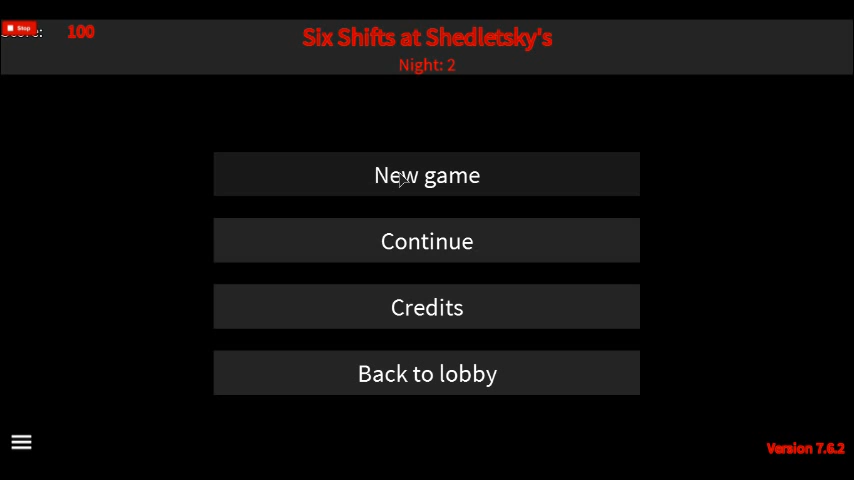 Stop
100
Six Shifts at Shedletsky's
Night: 2
New game
Continue
Credits
Back to lobby
Version 7.6.2